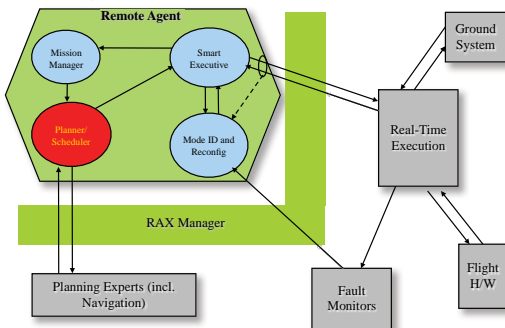 Remote Agent
Ground
System
Mission
Manager
Smart
Executive
Planner/
Scheduler
Mode ID and
Reconfig
Real-Time
Execution
RAX Manager
Planning Experts (incl.
Navigation)
Fault
Monitors
Flight
H/W